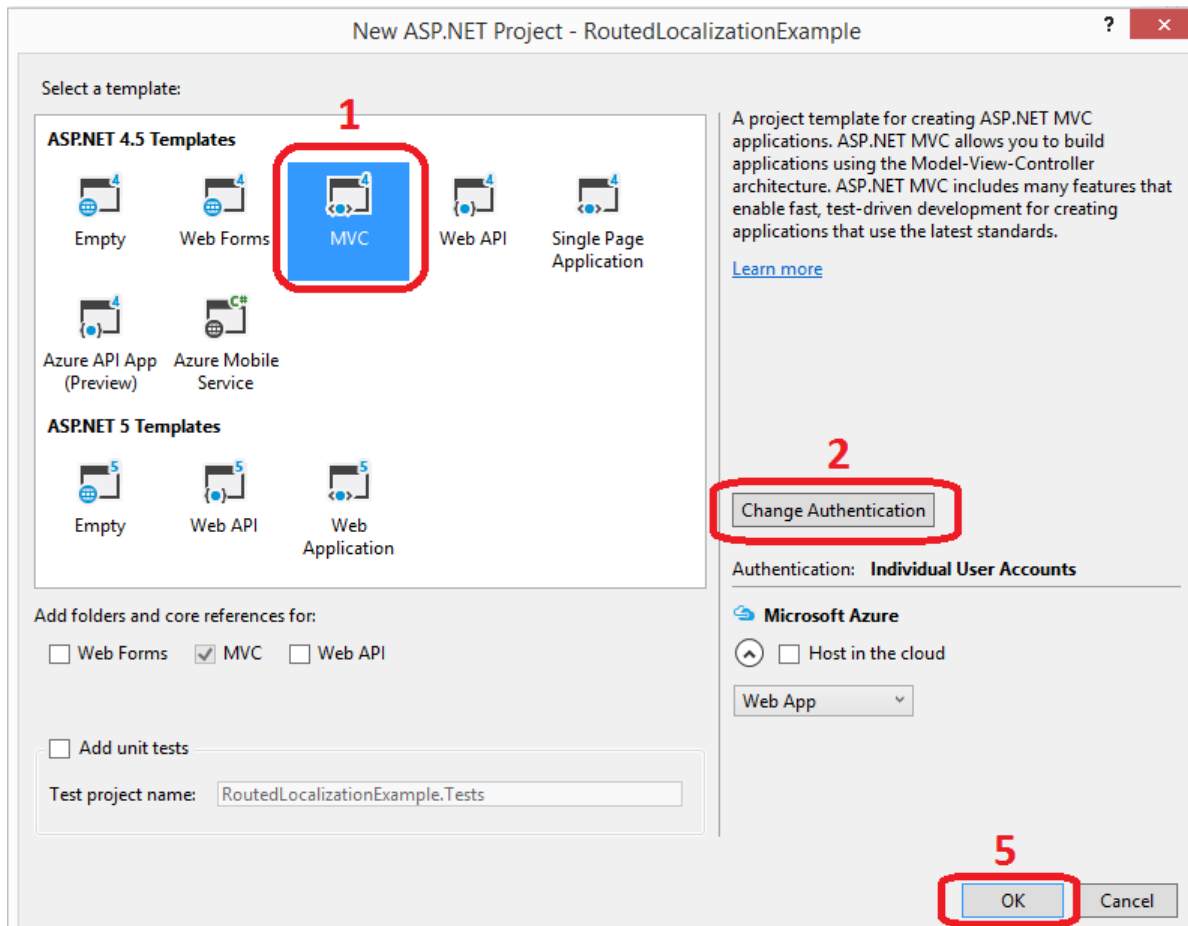 New ASP.NET Project - RoutedLocalizationExample
?
Select a template:
1
ASP.NET 4.5 Templates
4 4 4 4 4
Empty Web Forms MVC Web API Single Page
Application
4 C#
Azure API App Azure Mobile
(Preview) Service
ASP.NET 5 Templates
5 5 5
Empty Web API Web
Application
Add folders and core references for:
Web Forms MVC Web API
Add unit tests
Test project name: RoutedLocalizationExample.Tests
A project template for creating ASP.NET MVC
applications. ASP.NET MVC allows you to build
applications using the Model-View-Controller
architecture. ASP.NET MVC includes many features that
enable fast, test-driven development for creating
applications that use the latest standards.
Learn more
2
Change Authentication
Authentication: Individual User Accounts
Microsoft Azure
Host in the cloud
Web App
5
OK Cancel